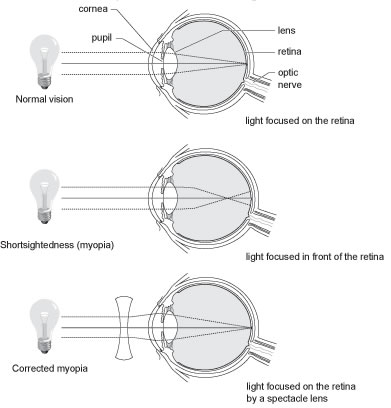 cornea
pupil
lens
retina
optic
nerve
Normal vision
light focused on the retina
Shortsightedness (myopia)
light focused in front of the retina
Corrected myopia
light focused on the retina
by a spectacle lens